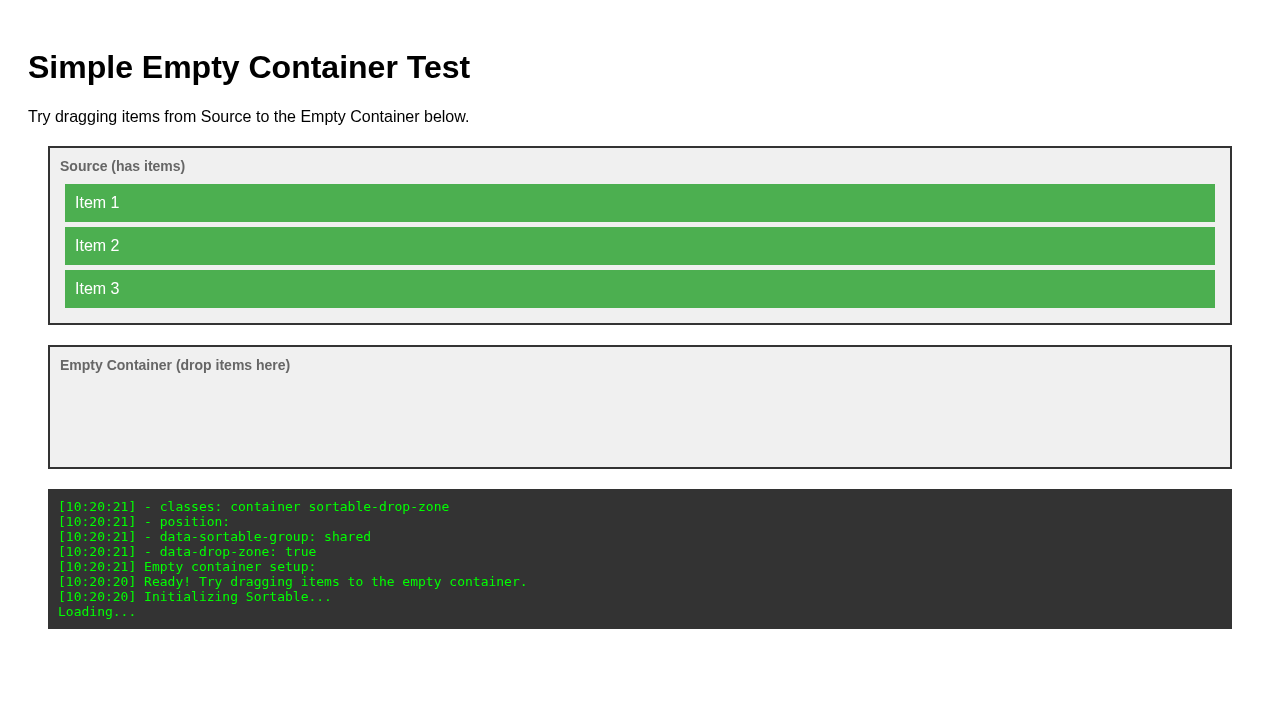 Simple Empty Container Test
Try dragging items from Source to the Empty Container below.
Source (has items)
Item 1
Item 2
Item 3
Empty Container (drop items here)
[10:20:21] - classes: container sortable-drop-zone
[10:20:21] - position:
[10:20:21] - data-sortable-group: shared
[10:20:21] - data-drop-zone: true
[10:20:21] Empty container setup:
[10:20:20] Ready! Try dragging items to the empty container.
[10:20:20] Initializing Sortable...
Loading...